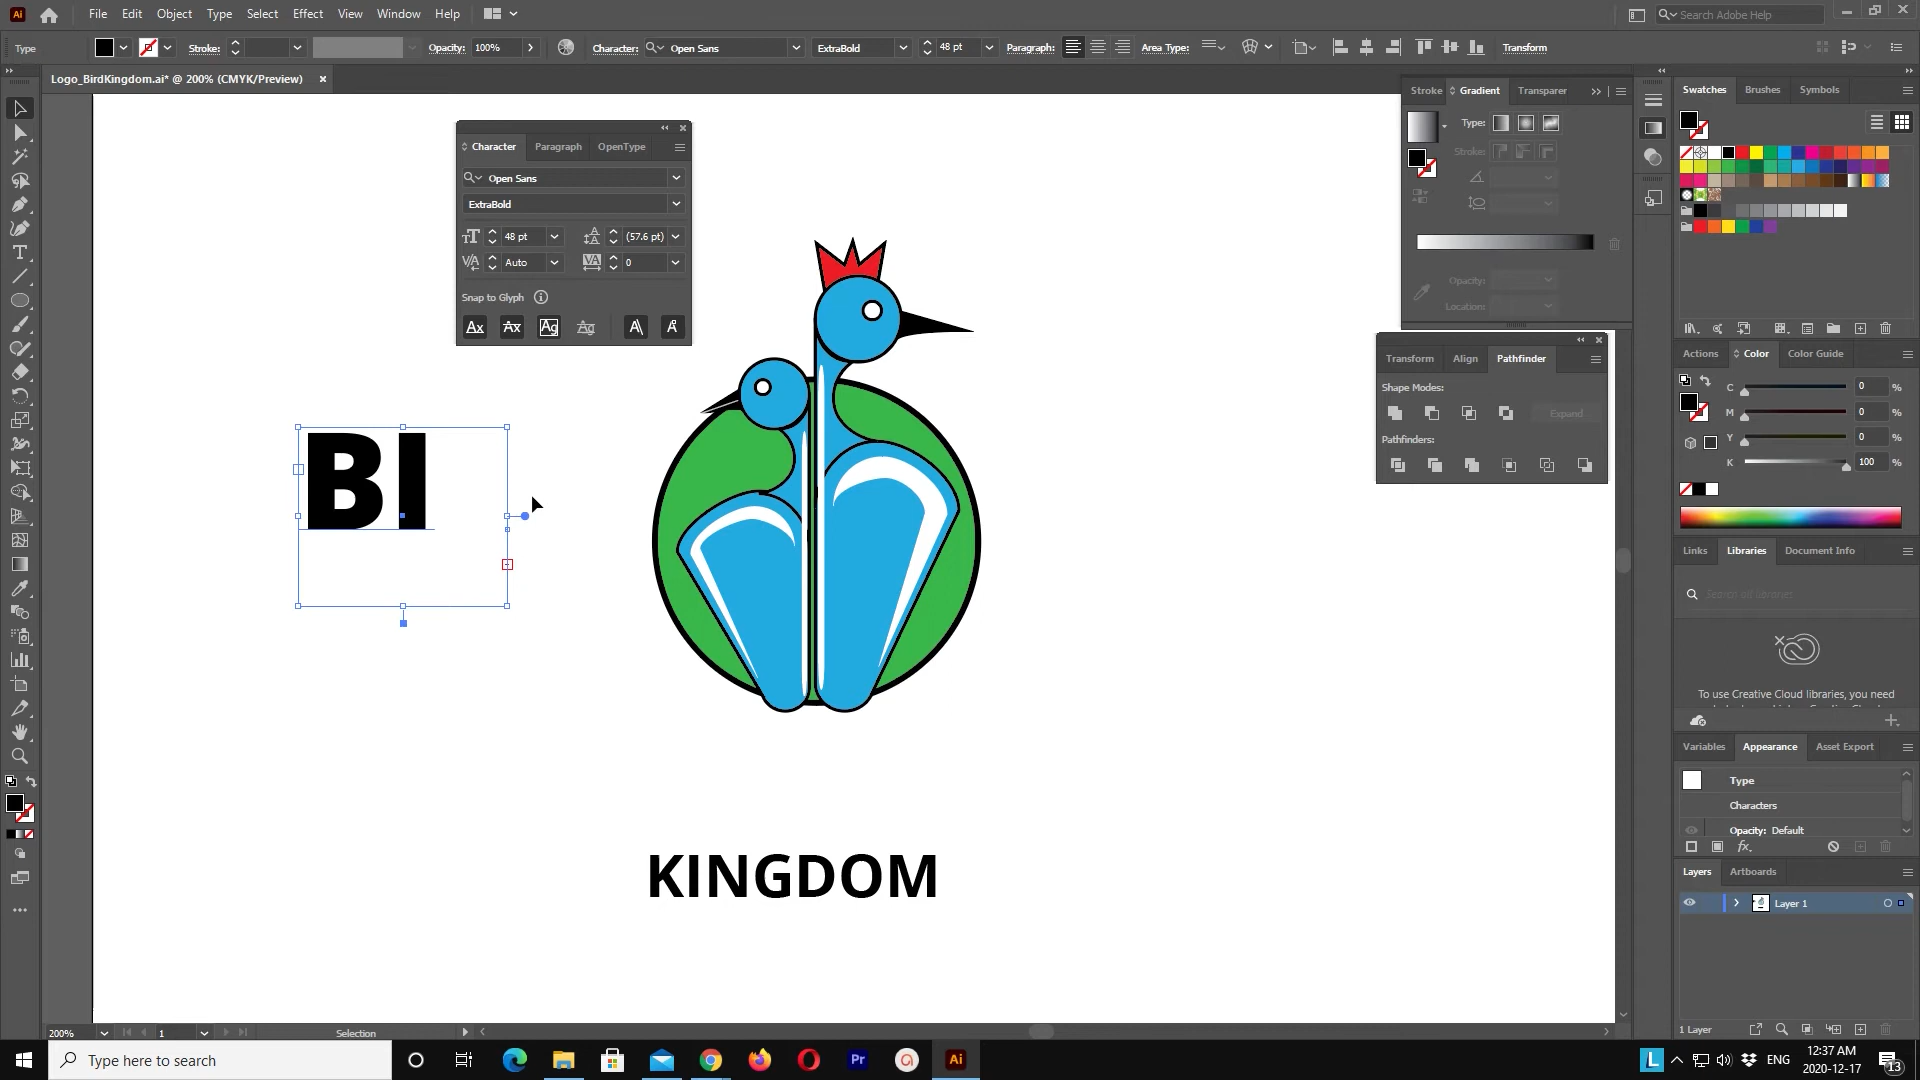 File Edit Object Type Select Effect View Window Help
Search Adobe Help
Type Stroke: Opacity: 100% Character: Open Sans ExtraBold 48 pt Paragraph: Area Type: Transform
Logo_BirdKingdom.ai* @ 200% (CMYK/Preview)
Character Paragraph OpenType
Open Sans
ExtraBold
48 pt (57.6 pt)
Auto 0
Snap to Glyph
BI
KINGDOM
Stroke Gradient Transparer
Type:
Stroke:
Opacity:
Location:
Transform Align Pathfinder
Shape Modes:
Expand
Pathfinders:
Swatches Brushes Symbols
Actions Color Color Guide
C 0 %
M 0 %
Y 0 %
K 100 %
Links Libraries Document Info
Search all libraries
To use Creative Cloud libraries, you need
Variables Appearance Asset Export
Type
Characters
Opacity: Default
Layers Artboards
Layer 1
1 Layer
200% 1 Selection
Type here to search
ENG
12:37 AM
2020-12-17
13